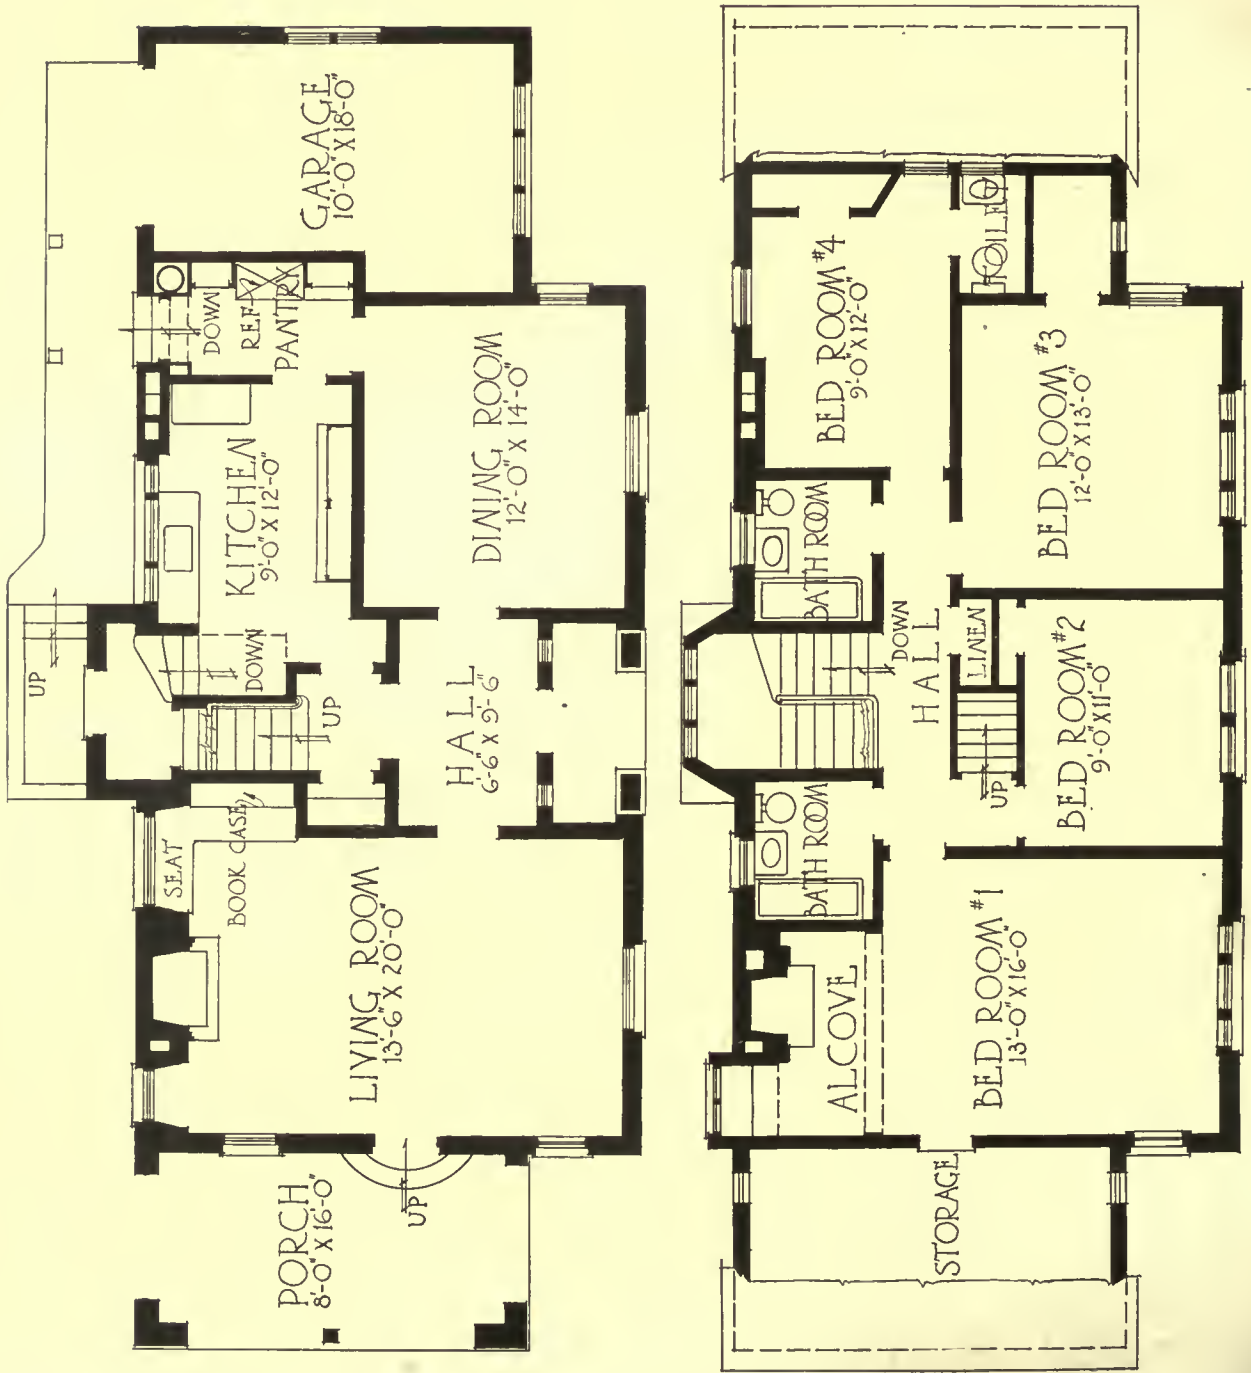 PORCH
8'-0" X 16'-0"
UP
LIVING ROOM
13'-6" X 20'-0"
SEAT
BOOK CASE
UP
UP
DOWN
HALL
6'-6" X 9'-6"
KITCHEN
9'-0" X 12'-0"
DINING ROOM
12'-0" X 14'-0"
DOWN
REF.
PANTRY
GARAGE
10'-0" X 18'-0"
STORAGE
ALCOVE
BED ROOM #1
13'-0" X 16'-0"
BATH ROOM
UP
HALL
DOWN
LINEN
BED ROOM #2
9'-0" X 11'-0"
BATH ROOM
BED ROOM #3
12'-0" X 13'-0"
BED ROOM #4
9'-0" X 12'-0"
TOILET